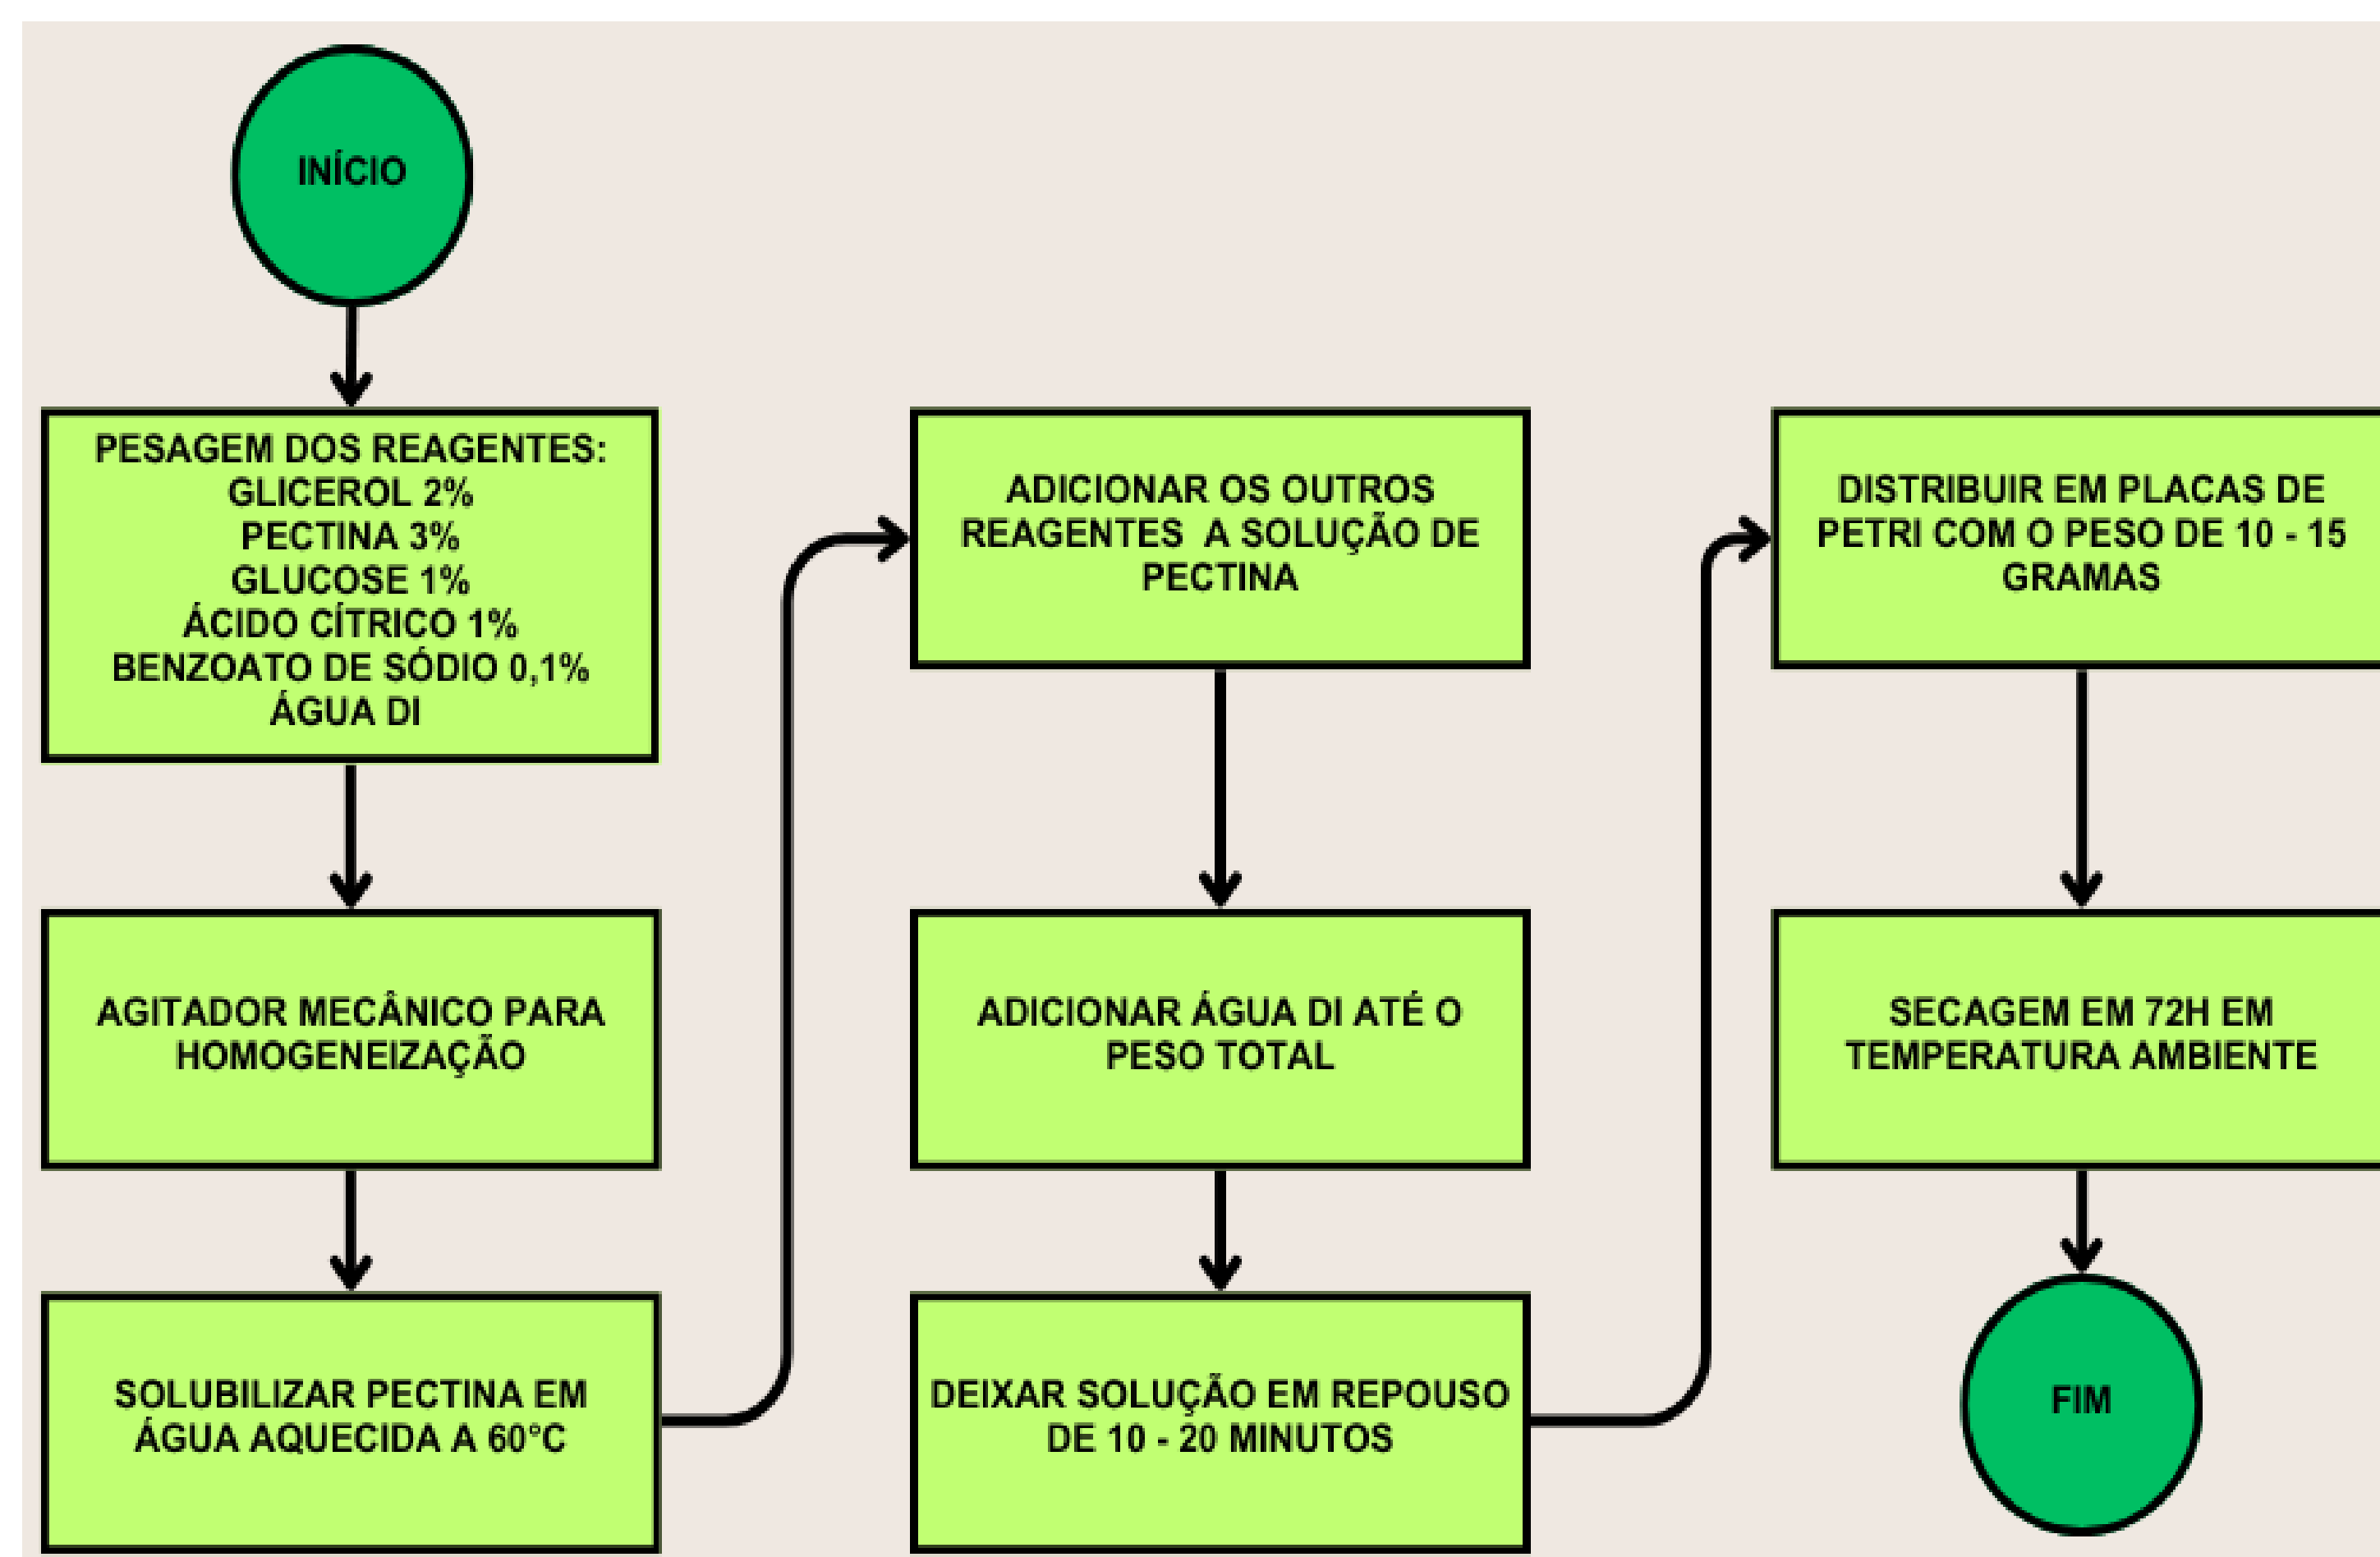 INÍCIO
PESAGEM DOS REAGENTES:
GLICEROL 2%
PECTINA 3%
GLUCOSE 1%
ÁCIDO CÍTRICO 1%
BENZOATO DE SÓDIO 0,1%
ÁGUA DI
AGITADOR MECÂNICO PARA
HOMOGENEIZAÇÃO
SOLUBILIZAR PECTINA EM
ÁGUA AQUECIDA A 60°C
ADICIONAR OS OUTROS
REAGENTES A SOLUÇÃO DE
PECTINA
ADICIONAR ÁGUA DI ATÉ O
PESO TOTAL
DEIXAR SOLUÇÃO EM REPOUSO
DE 10 - 20 MINUTOS
DISTRIBUIR EM PLACAS DE
PETRI COM O PESO DE 10 - 15
GRAMAS
SECAGEM EM 72H EM
TEMPERATURA AMBIENTE
FIM